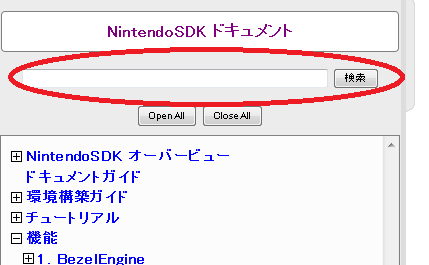 NintendoSDK ドキュメント
検索
Open All Close All
NintendoSDK オーバービュー
ドキュメントガイド
環境構築ガイド
チュートリアル
機能
1. BezelEngine